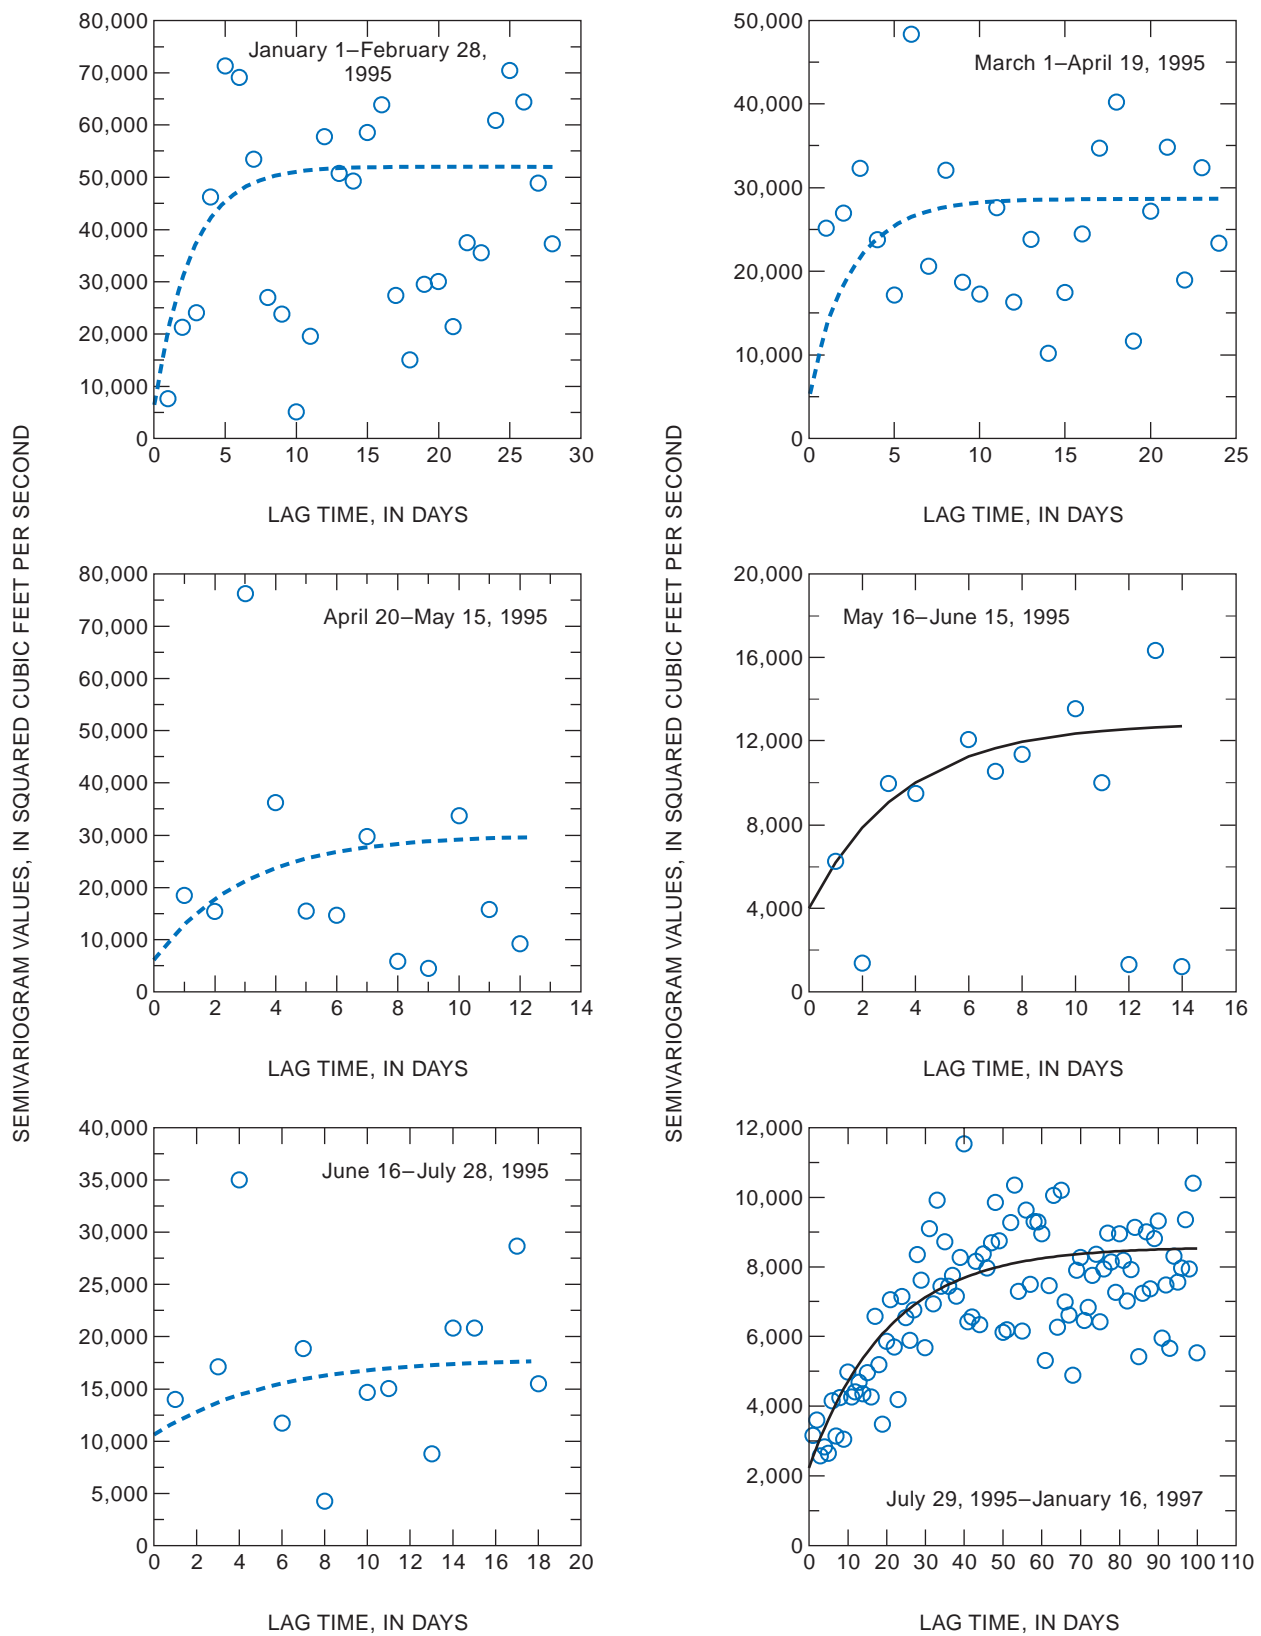 SEMIVARIOGRAM VALUES, IN SQUARED CUBIC FEET PER SECOND
80,000
70,000
60,000
50,000
40,000
30,000
20,000
10,000
0
January 1–February 28,
1995
0 5 10 15 20 25 30
LAG TIME, IN DAYS
SEMIVARIOGRAM VALUES, IN SQUARED CUBIC FEET PER SECOND
50,000
40,000
30,000
20,000
10,000
0
March 1–April 19, 1995
0 5 10 15 20 25
LAG TIME, IN DAYS
80,000
70,000
60,000
50,000
40,000
30,000
20,000
10,000
0
April 20–May 15, 1995
0 2 4 6 8 10 12 14
LAG TIME, IN DAYS
20,000
16,000
12,000
8,000
4,000
0
May 16–June 15, 1995
0 2 4 6 8 10 12 14 16
LAG TIME, IN DAYS
40,000
35,000
30,000
25,000
20,000
15,000
10,000
5,000
0
June 16–July 28, 1995
0 2 4 6 8 10 12 14 16 18 20
LAG TIME, IN DAYS
12,000
10,000
8,000
6,000
4,000
2,000
0
July 29, 1995–January 16, 1997
0 10 20 30 40 50 60 70 80 90 100 110
LAG TIME, IN DAYS